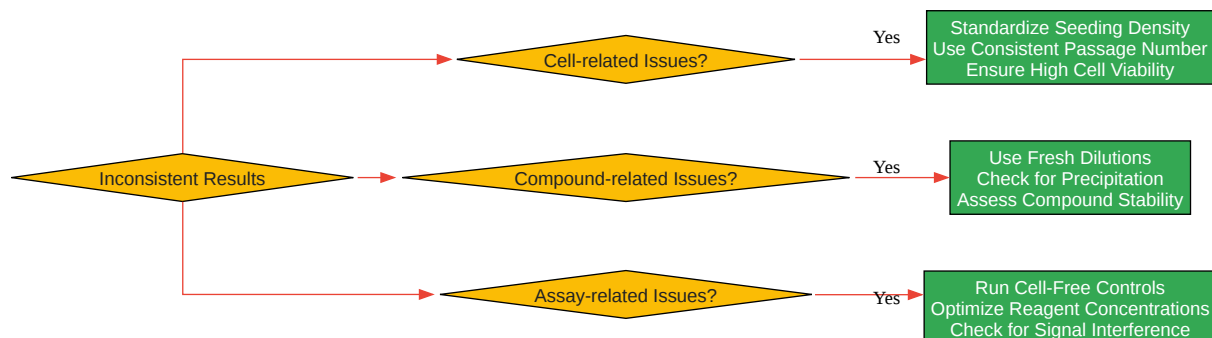 Cell-related Issues?
Yes
Standardize Seeding Density
Use Consistent Passage Number
Ensure High Cell Viability
Inconsistent Results
Compound-related Issues?
Yes
Use Fresh Dilutions
Check for Precipitation
Assess Compound Stability
Assay-related Issues?
Yes
Run Cell-Free Controls
Optimize Reagent Concentrations
Check for Signal Interference